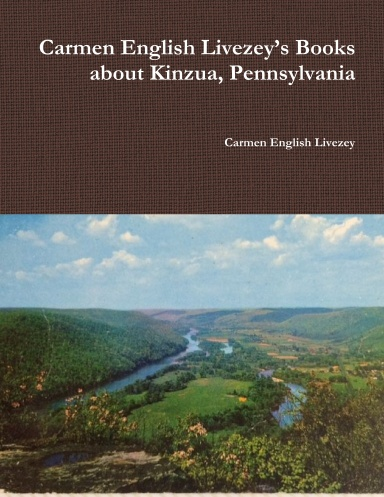 Carmen English Livezey’s Books
about Kinzua, Pennsylvania
Carmen English Livezey